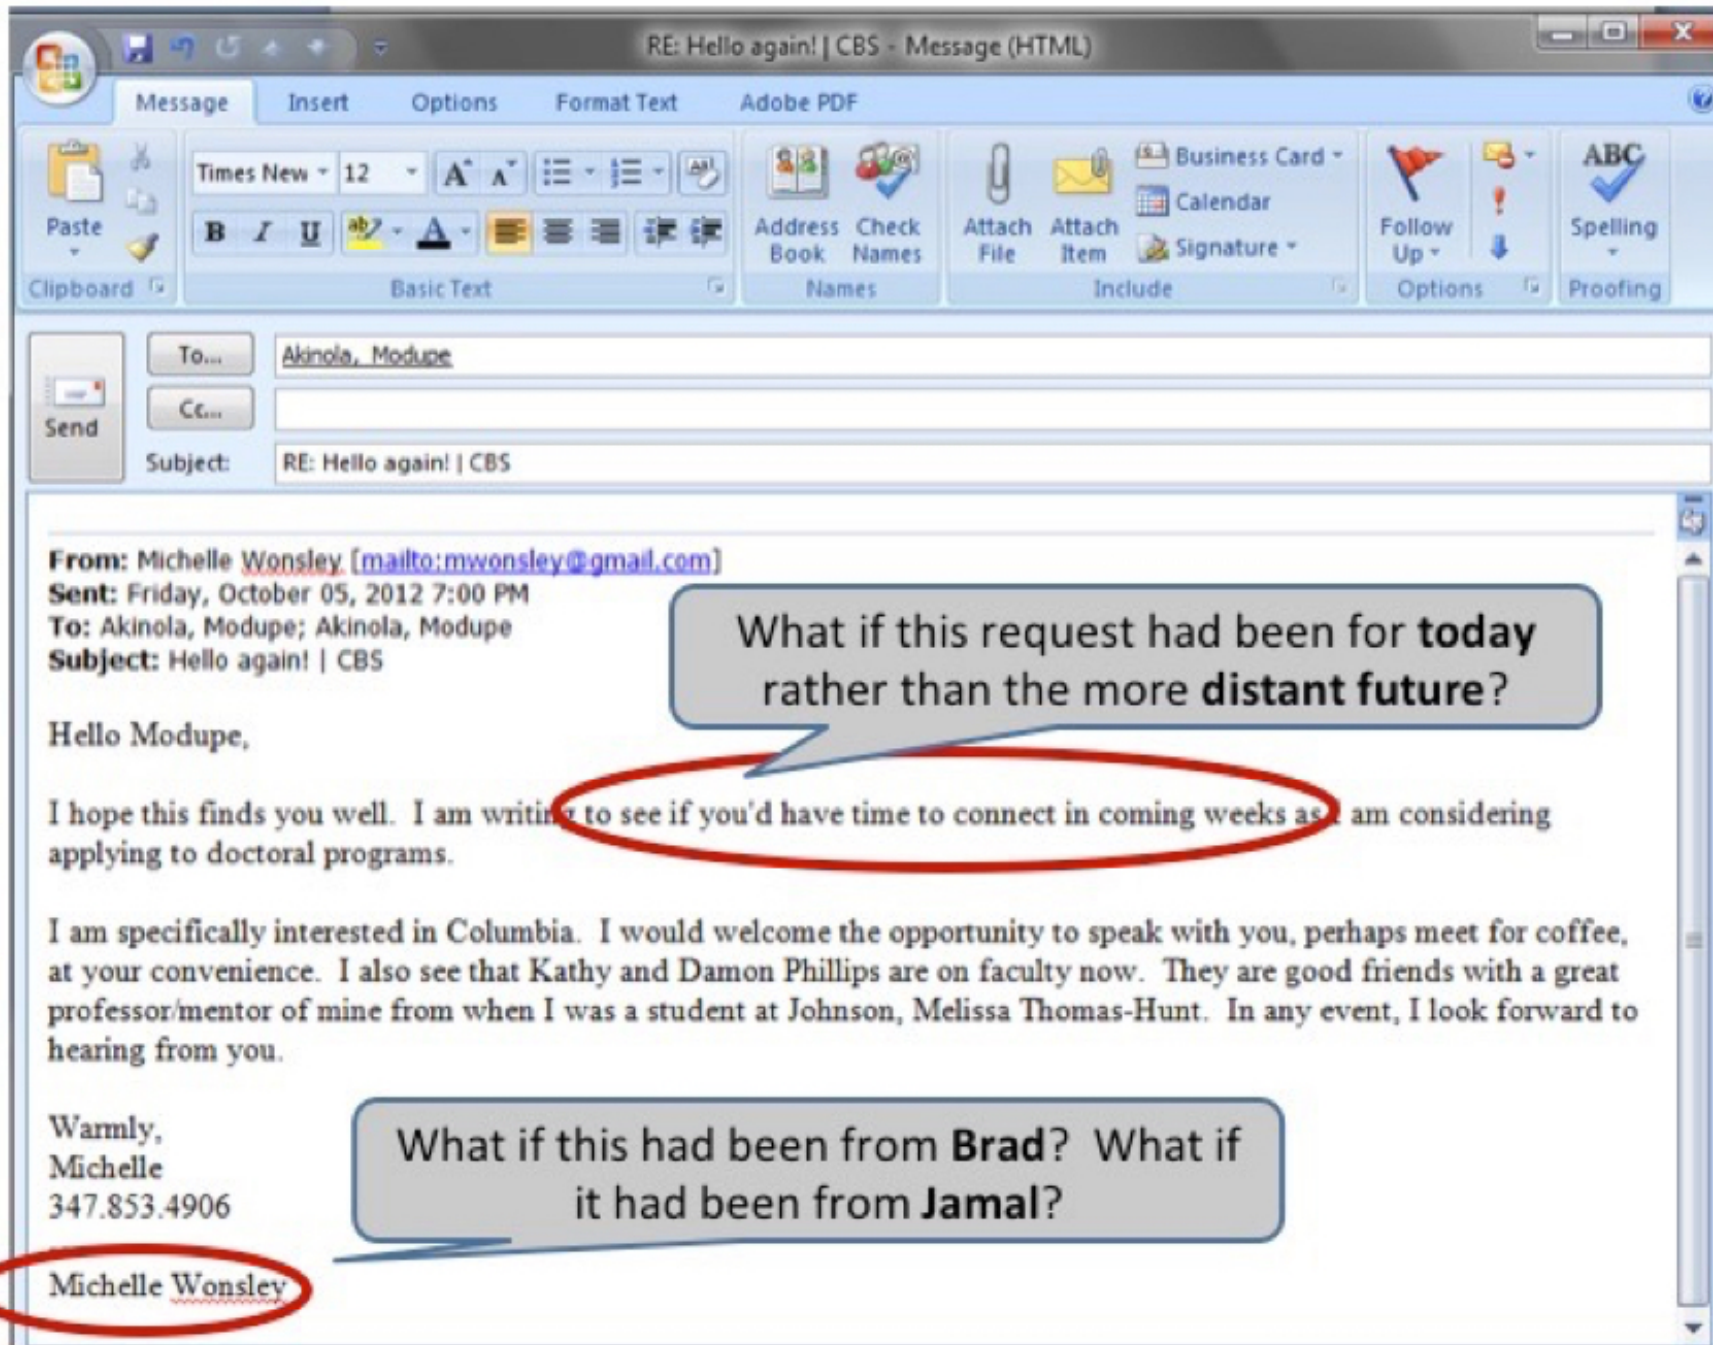 RE: Hello again! | CBS - Message (HTML)
Message Insert Options Format Text Adobe PDF
Paste
Clipboard
Times New 12
B I U
Basic Text
Address Book
Check Names
Names
Attach File
Attach Item
Business Card
Calendar
Signature
Include
Follow Up
Options
ABC
Spelling
Proofing
Send
To... Akinola, Modupe
Cc...
Subject: RE: Hello again! | CBS
From: Michelle Wonsley [mailto:mwonsley@gmail.com]
Sent: Friday, October 05, 2012 7:00 PM
To: Akinola, Modupe; Akinola, Modupe
Subject: Hello again! | CBS
What if this request had been for today
rather than the more distant future?
Hello Modupe,
I hope this finds you well. I am writing to see if you'd have time to connect in coming weeks as I am considering
applying to doctoral programs.
I am specifically interested in Columbia. I would welcome the opportunity to speak with you, perhaps meet for coffee,
at your convenience. I also see that Kathy and Damon Phillips are on faculty now. They are good friends with a great
professor/mentor of mine from when I was a student at Johnson, Melissa Thomas-Hunt. In any event, I look forward to
hearing from you.
Warmly,
Michelle
347.853.4906
What if this had been from Brad? What if
it had been from Jamal?
Michelle Wonsley